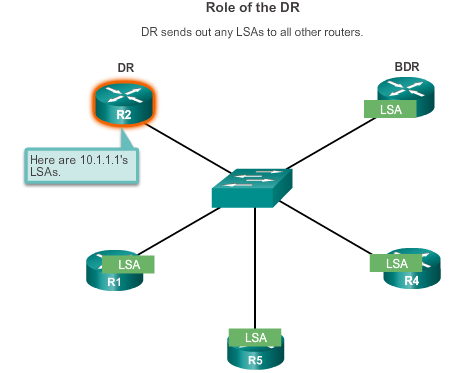 Role of the DR
DR sends out any LSAs to all other routers.
DR
BDR
R2
LSA
Here are 10.1.1.1's
LSAs.
LSA
R1
LSA
R4
LSA
R5